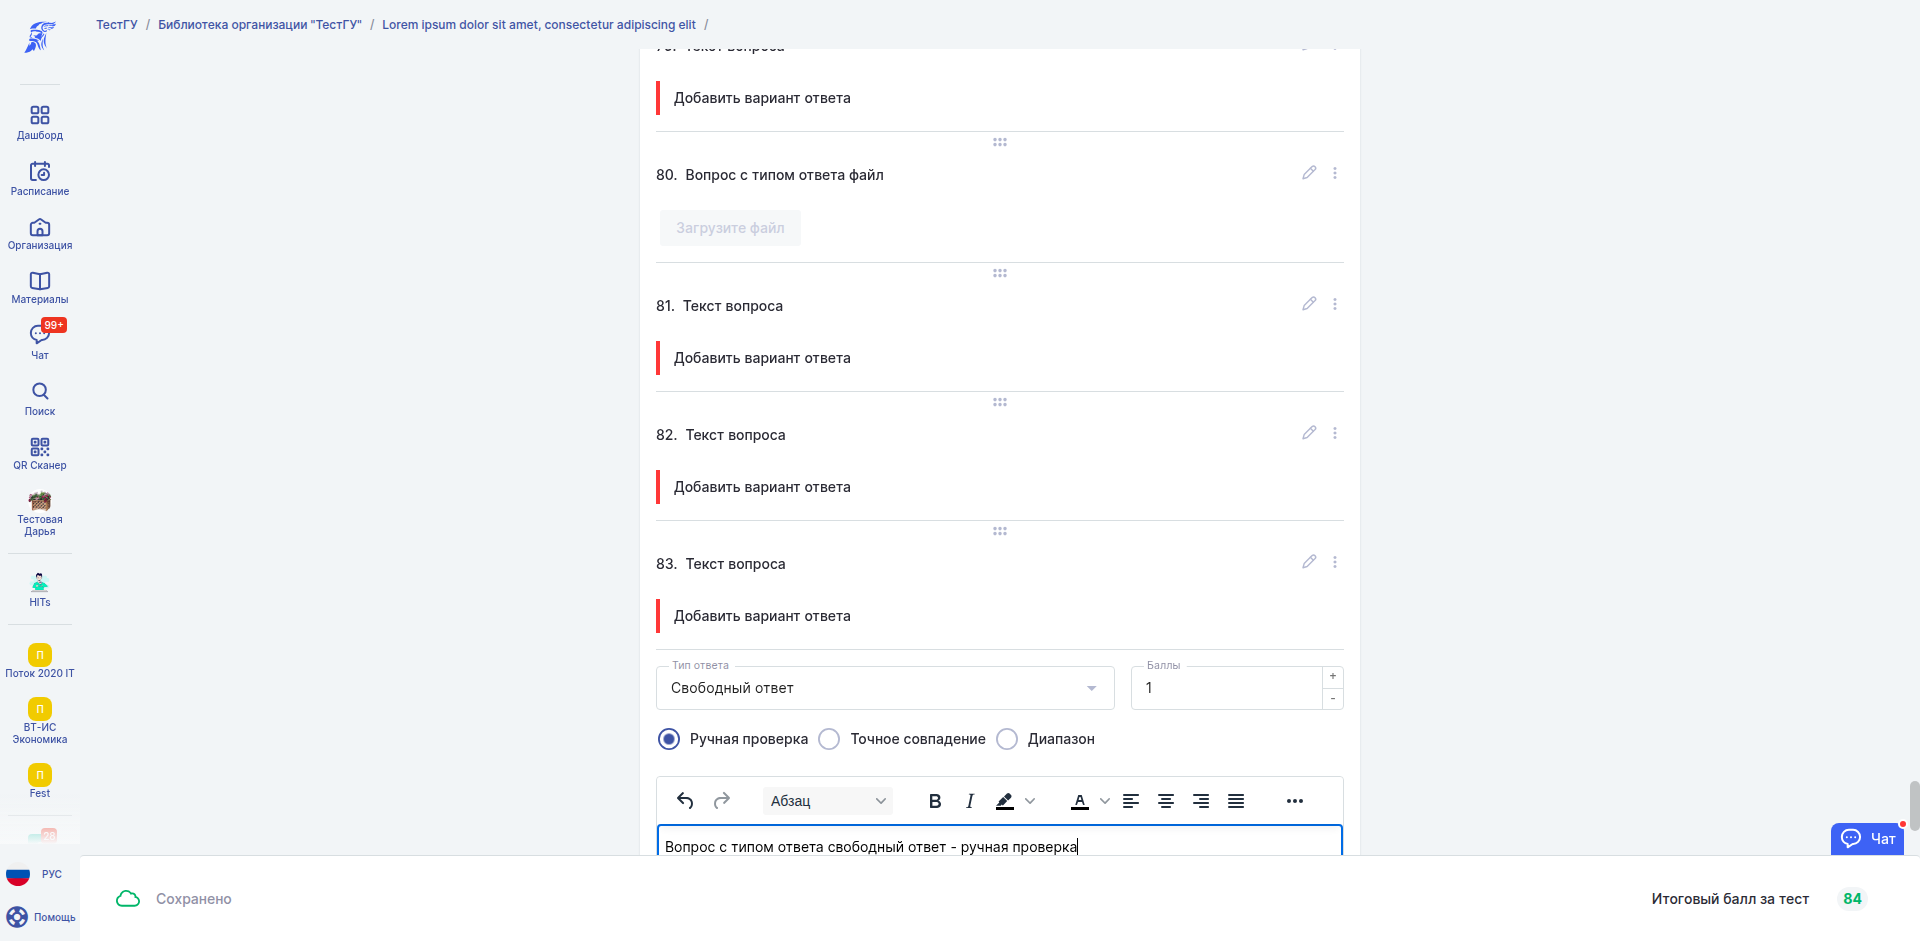 ТестГУ / Библиотека организации "ТестГУ" / Lorem ipsum dolor sit amet, consectetur adipiscing elit /
Дашборд
Расписание
Организация
Материалы
99+
Чат
Поиск
QR Сканер
Тестовая
Дарья
HITs
П
Поток 2020 IT
П
ВТ-ИС
Экономика
П
Fest
28
РУС
Помощь
Текст вопроса
Добавить вариант ответа
80. Вопрос с типом ответа файл
Загрузите файл
81. Текст вопроса
Добавить вариант ответа
82. Текст вопроса
Добавить вариант ответа
83. Текст вопроса
Добавить вариант ответа
Тип ответа
Свободный ответ
Баллы
1
+
-
Ручная проверка Точное совпадение Диапазон
Абзац B I A
Вопрос с типом ответа свободный ответ - ручная проверка
Чат
Сохранено
Итоговый балл за тест 84